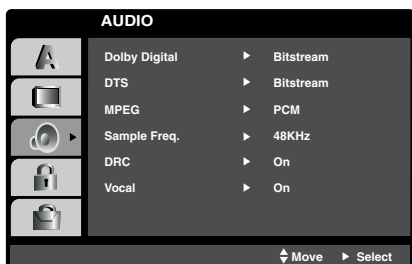 AUDIO
A
Dolby Digital ► Bitstream
DTS ► Bitstream
MPEG ► PCM
Sample Freq. ► 48KHz
DRC ► On
Vocal ► On
Move ► Select